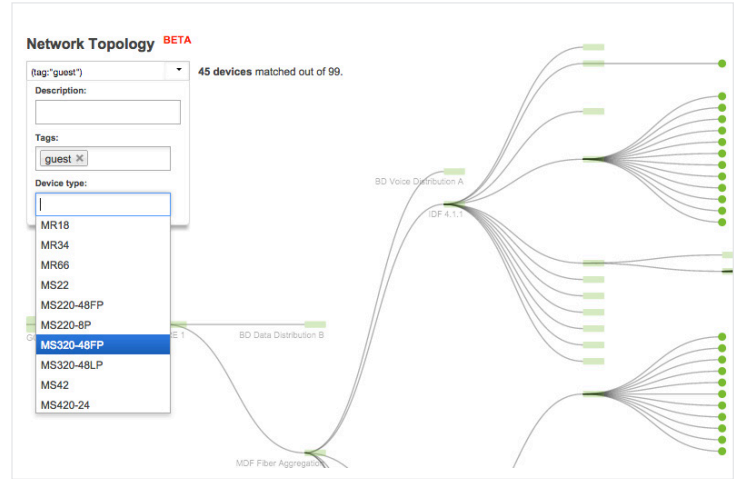 Network Topology BETA
(tag:"guest")
45 devices matched out of 99.
Description:
Tags:
guest ×
Device type:
MR18
MR34
MR66
MS22
MS220-48FP
MS220-8P
MS320-48FP
MS320-48LP
MS42
MS420-24
BD Voice Distribution A
IDF 4.1.1
BD Data Distribution B
MDF Fiber Aggregation